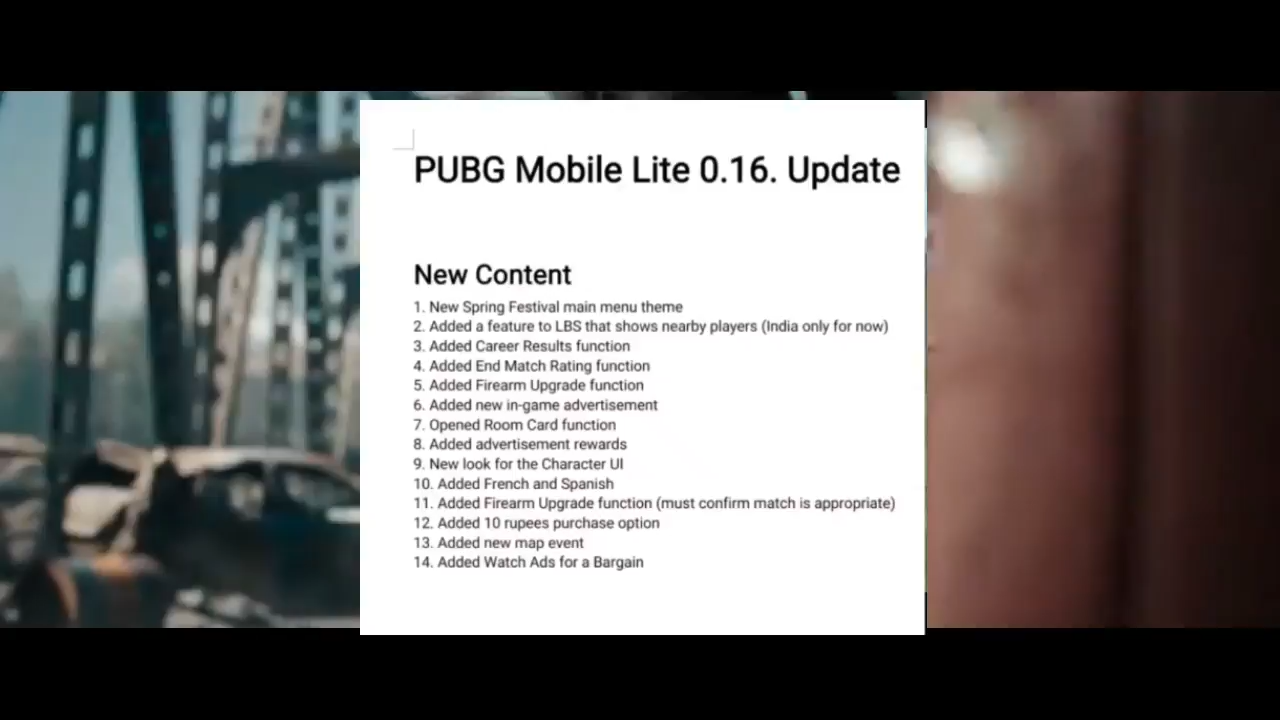 PUBG Mobile Lite 0.16. Update
New Content
1. New Spring Festival main menu theme
2. Added a feature to LBS that shows nearby players (India only for now)
3. Added Career Results function
4. Added End Match Rating function
5. Added Firearm Upgrade function
6. Added new in-game advertisement
7. Opened Room Card function
8. Added advertisement rewards
9. New look for the Character UI
10. Added French and Spanish
11. Added Firearm Upgrade function (must confirm match is appropriate)
12. Added 10 rupees purchase option
13. Added new map event
14. Added Watch Ads for a Bargain